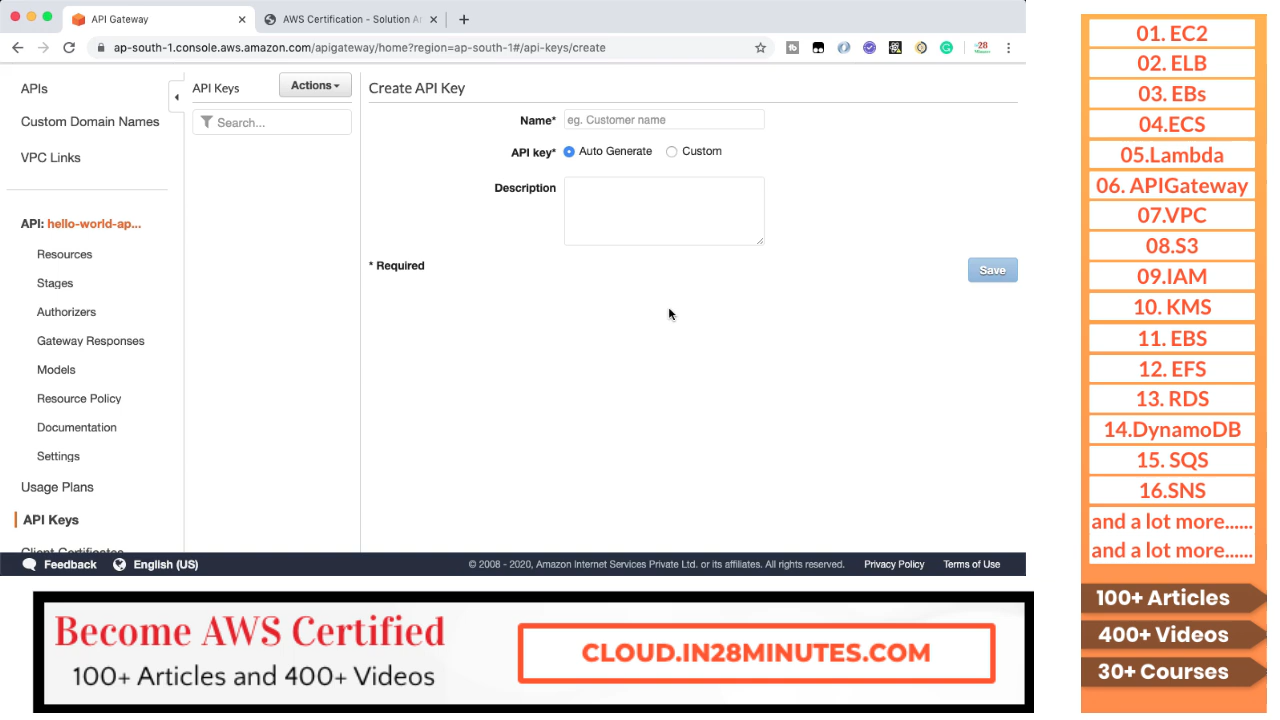 API Gateway
AWS Certification - Solution Ar
ap-south-1.console.aws.amazon.com/apigateway/home?region=ap-south-1#/api-keys/create
28
Minutes
APIs
Custom Domain Names
VPC Links
API: hello-world-ap...
Resources
Stages
Authorizers
Gateway Responses
Models
Resource Policy
Documentation
Settings
Usage Plans
API Keys
Client Certificates
API Keys
Actions
Search...
Create API Key
Name* eg. Customer name
API key* Auto Generate Custom
Description
* Required
Save
Feedback English (US)
© 2008 - 2020, Amazon Internet Services Private Ltd. or its affiliates. All rights reserved. Privacy Policy Terms of Use
01. EC2
02. ELB
03. EBs
04.ECS
05.Lambda
06. APIGateway
07.VPC
08.S3
09.IAM
10. KMS
11. EBS
12. EFS
13. RDS
14.DynamoDB
15. SQS
16.SNS
and a lot more......
and a lot more......
100+ Articles
400+ Videos
30+ Courses
Become AWS Certified
100+ Articles and 400+ Videos
CLOUD.IN28MINUTES.COM